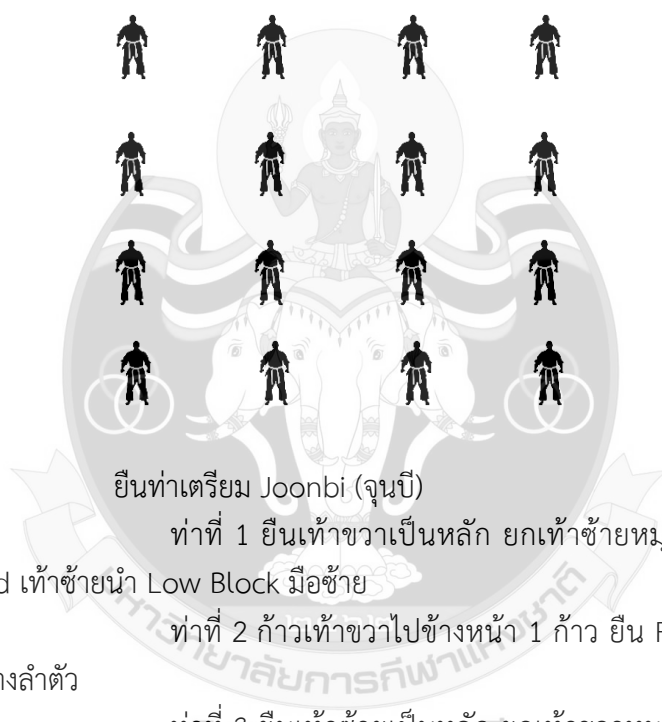 ยืนท่าเตรียม Joonbi (จุนบี)
ท่าที่ 1 ยืนเท้าขวาเป็นหลัก ยกเท้าซ้าย
เท้าซ้ายนำ Low Block มือซ้าย
ท่าที่ 2 ก้าวเท้าขวาไปข้างหน้า 1 ก้าว ยืน
ลำตัว